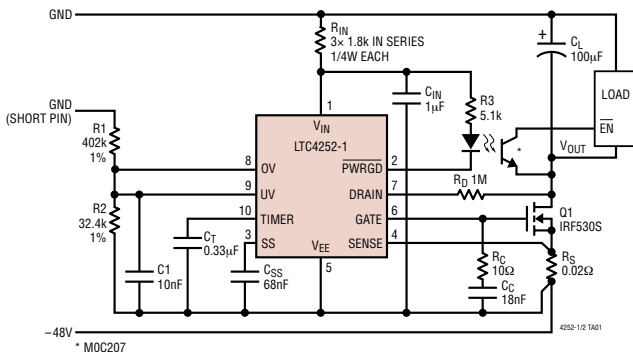 GND
RIN
3× 1.8k IN SERIES
1/4W EACH
+
CL
100µF
LOAD
EN
GND
(SHORT PIN)
CIN
1µF
R3
5.1k
*
VOUT
R1
402k
1%
1
VIN
LTC4252-1
8
OV
PWRGD
2
9
UV
DRAIN
7
RD 1M
10
TIMER
GATE
6
Q1
IRF530S
3
SS
VEE
SENSE
4
5
R2
32.4k
1%
CT
0.33µF
C1
10nF
CSS
68nF
RC
10Ω
CC
18nF
RS
0.02Ω
−48V
4252-1/2 TA01
* M0C207